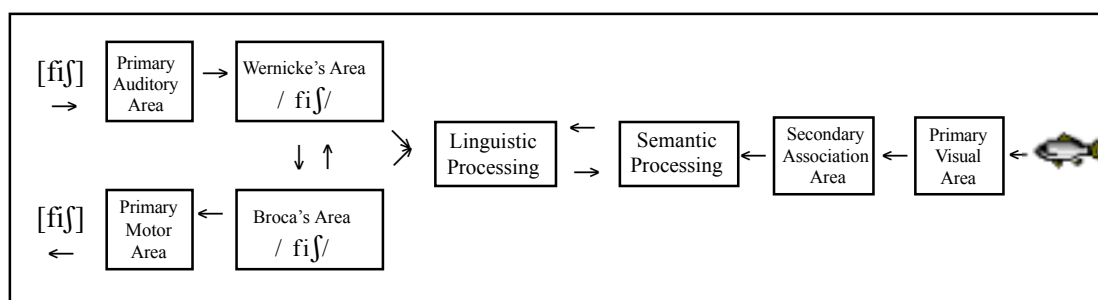 [fiʃ]
Primary
Auditory
Area
Wernicke's Area
/ fiʃ/
Linguistic
Processing
Semantic
Processing
Secondary
Association
Area
Primary
Visual
Area
[fiʃ]
Primary
Motor
Area
Broca's Area
/ fiʃ/